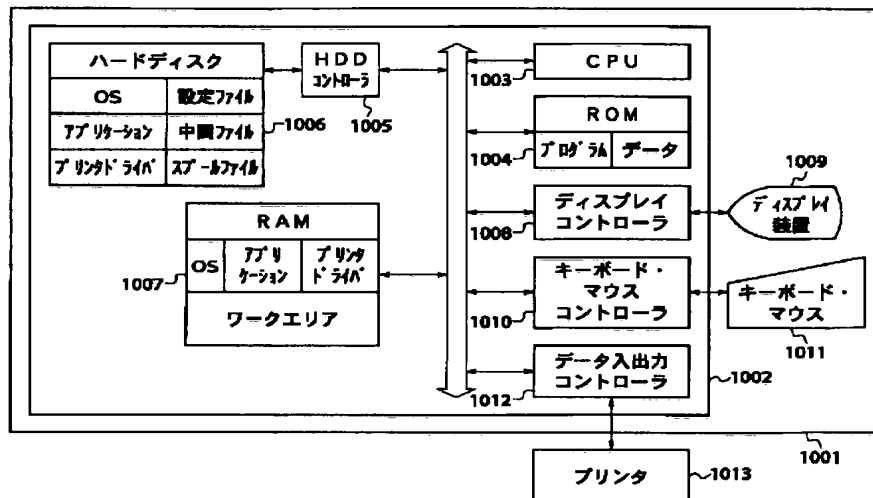 ハードディスク
OS
設定ファイル
アプリケーション
中間ファイル
プリンタドライバ
スプールファイル
1006
HDD
コントローラ
1005
RAM
OS
アプリ
ケーション
プリンタ
ドライバ
ワークエリア
1007
CPU
1003
ROM
プログラム
データ
1004
ディスプレイ
コントローラ
1008
ディスプレイ
装置
1009
キーボード・
マウス
コントローラ
1010
キーボード・
マウス
1011
データ入出力
コントローラ
1012
1002
1001
プリンタ
1013